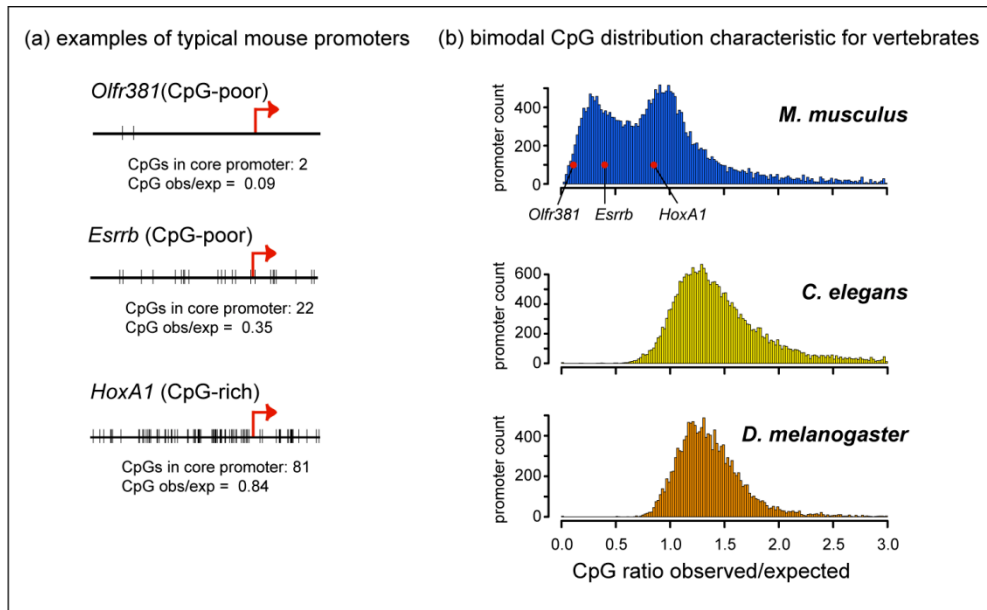 (a) examples of typical mouse promoters
Olfr381(CpG-poor)
CpGs in core promoter: 2
CpG obs/exp = 0.09
Esrrb (CpG-poor)
CpGs in core promoter: 22
CpG obs/exp = 0.35
HoxA1 (CpG-rich)
CpGs in core promoter: 81
CpG obs/exp = 0.84
(b) bimodal CpG distribution characteristic for vertebrates
promoter count
400
200
0
M. musculus
Olfr381 Esrrb HoxA1
promoter count
600
400
200
0
C. elegans
promoter count
400
200
0
D. melanogaster
0.0 0.5 1.0 1.5 2.0 2.5 3.0
CpG ratio observed/expected